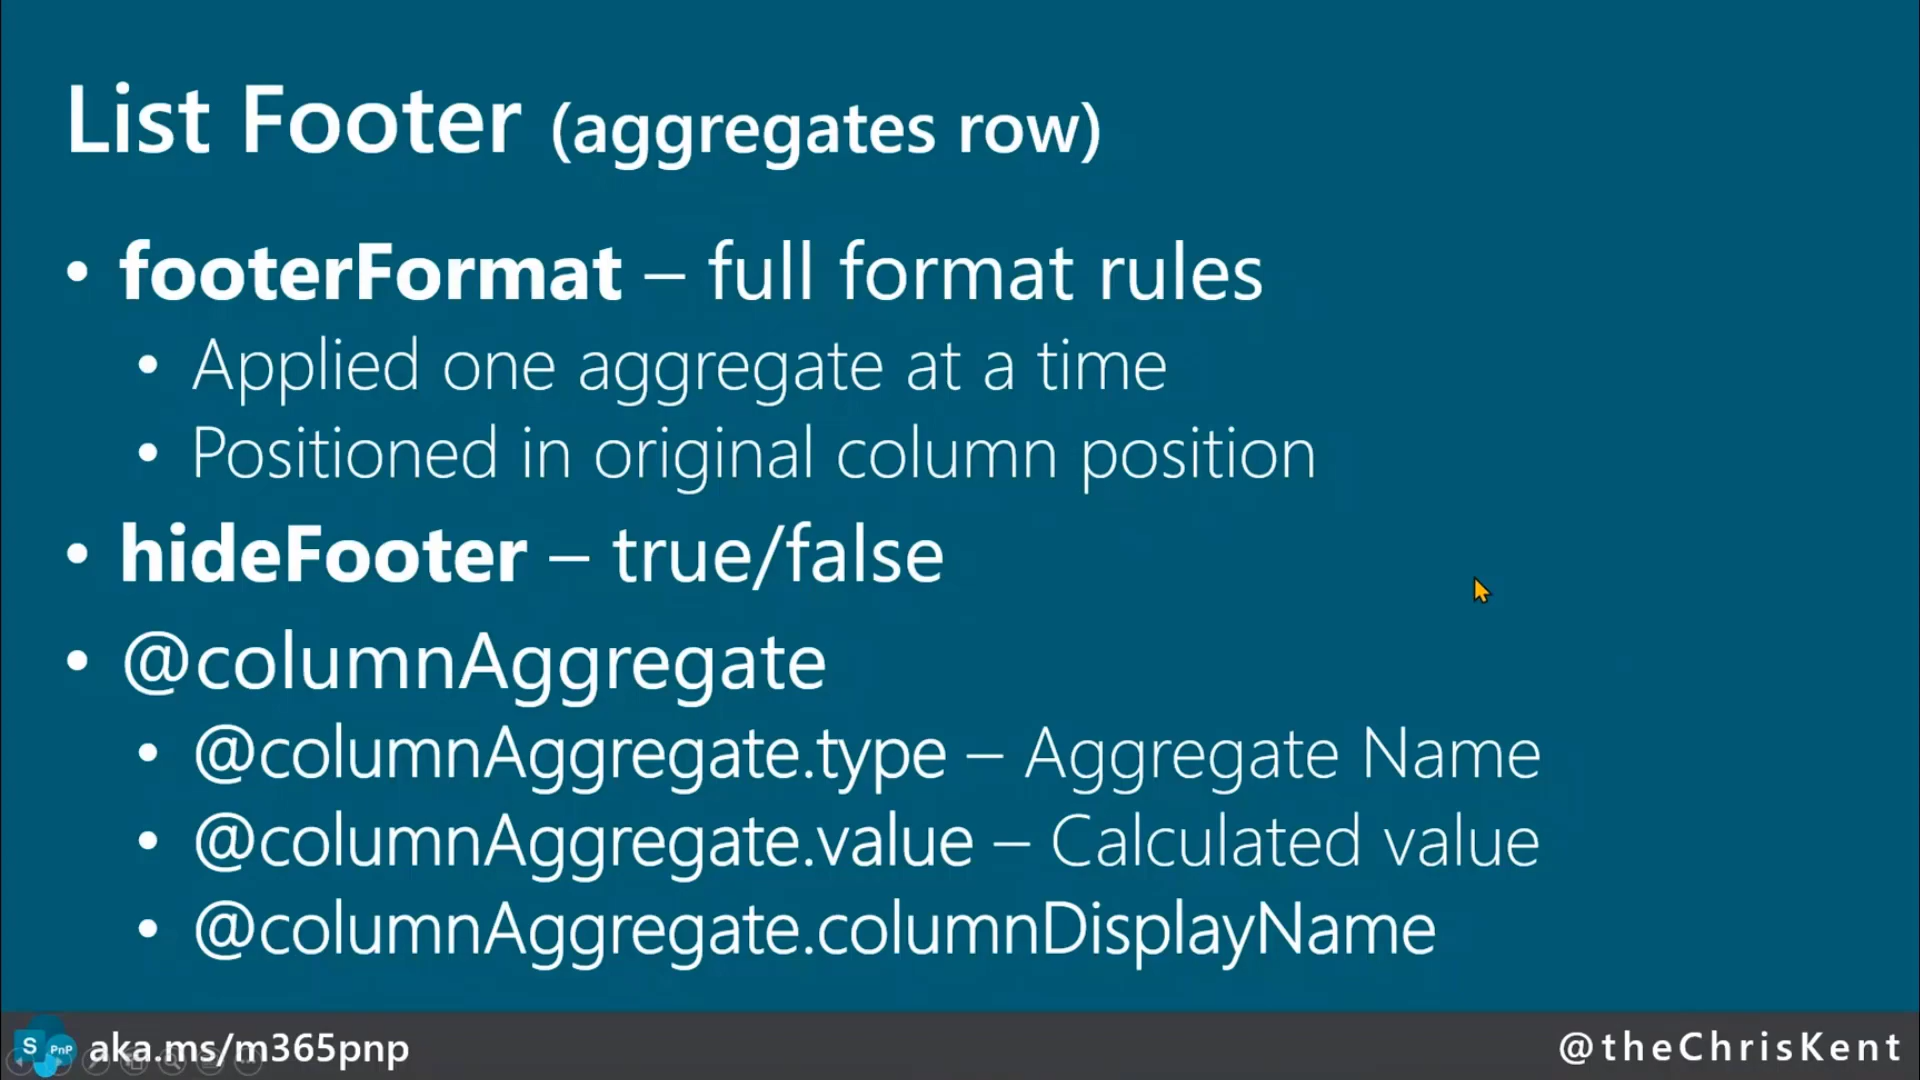 List Footer (aggregates row)
• footerFormat – full format rules
• Applied one aggregate at a time
• Positioned in original column position
• hideFooter – true/false
• @columnAggregate
• @columnAggregate.type – Aggregate Name
• @columnAggregate.value – Calculated value
• @columnAggregate.columnDisplayName
S PnP aka.ms/m365pnp
@theChrisKent